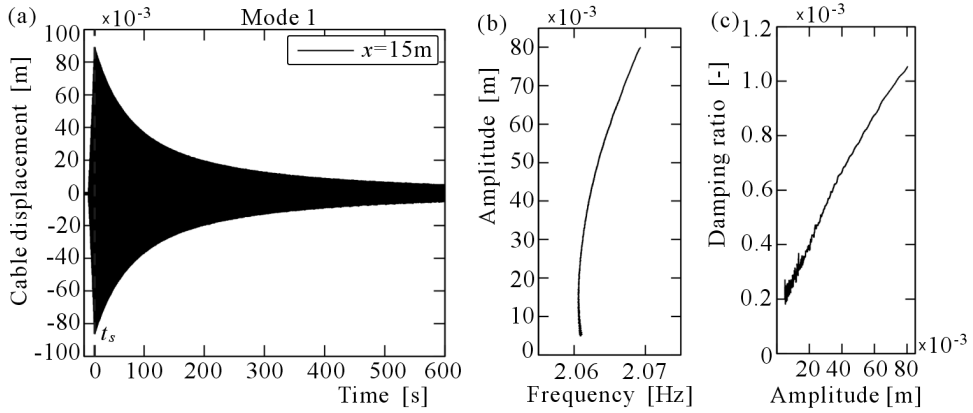 (a)
×10⁻³
Mode 1
x=15m
100
80
60
40
20
0
-20
-40
-60
-80
-100
Cable displacement [m]
tₛ
0 100 200 300 400 500 600
Time [s]
(b)
×10⁻³
80
70
60
50
40
30
20
10
0
Amplitude [m]
2.06 2.07
Frequency [Hz]
(c)
×10⁻³
1.2
1.0
0.8
0.6
0.4
0.2
0
Damping ratio [-]
20 40 60 80
×10⁻³
Amplitude [m]